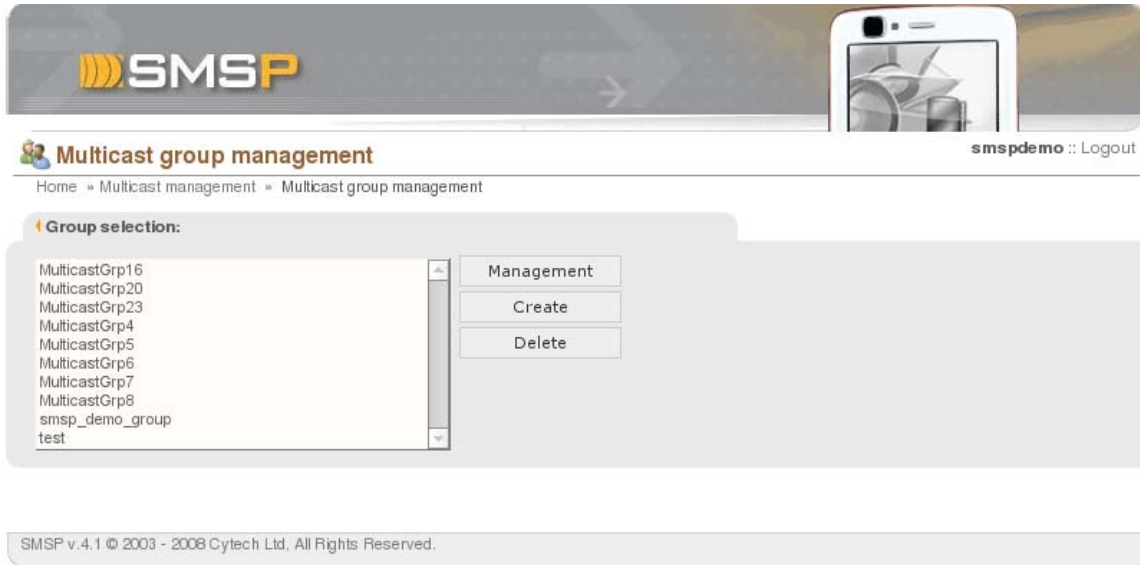 SMSP
Multicast group management
smspdemo :: Logout
Home » Multicast management » Multicast group management
Group selection:
MulticastGrp16
MulticastGrp20
MulticastGrp23
MulticastGrp4
MulticastGrp5
MulticastGrp6
MulticastGrp7
MulticastGrp8
smsp_demo_group
test
Management
Create
Delete
SMSP v.4.1 © 2003 - 2008 Cytech Ltd, All Rights Reserved.